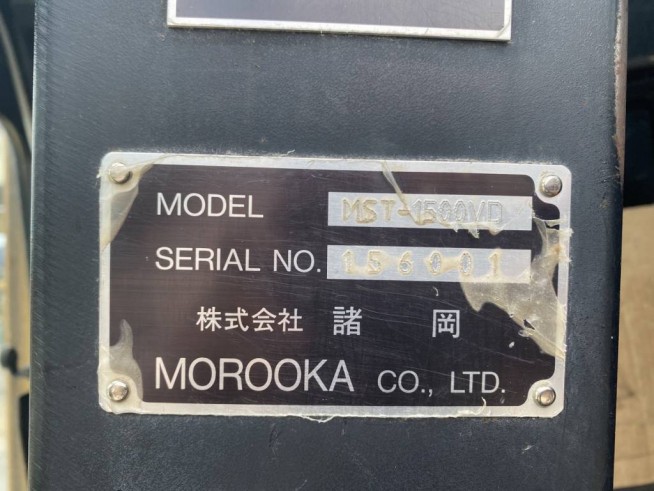 MODEL MST-1500VD
SERIAL NO. 156001
株式会社 諸岡
MOROOKA CO., LTD.